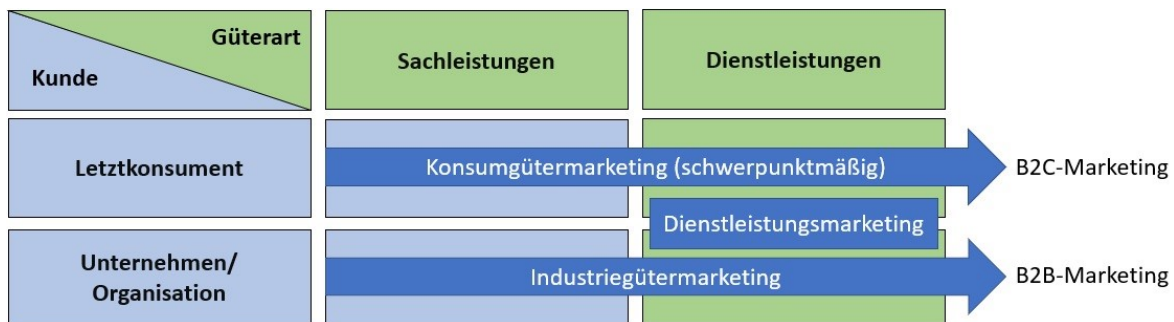 Güterart
Kunde
Sachleistungen
Dienstleistungen
Letztkonsument
Konsumgütermarketing (schwerpunktmäßig)
B2C-Marketing
Dienstleistungsmarketing
Unternehmen/
Organisation
Industriegütermarketing
B2B-Marketing